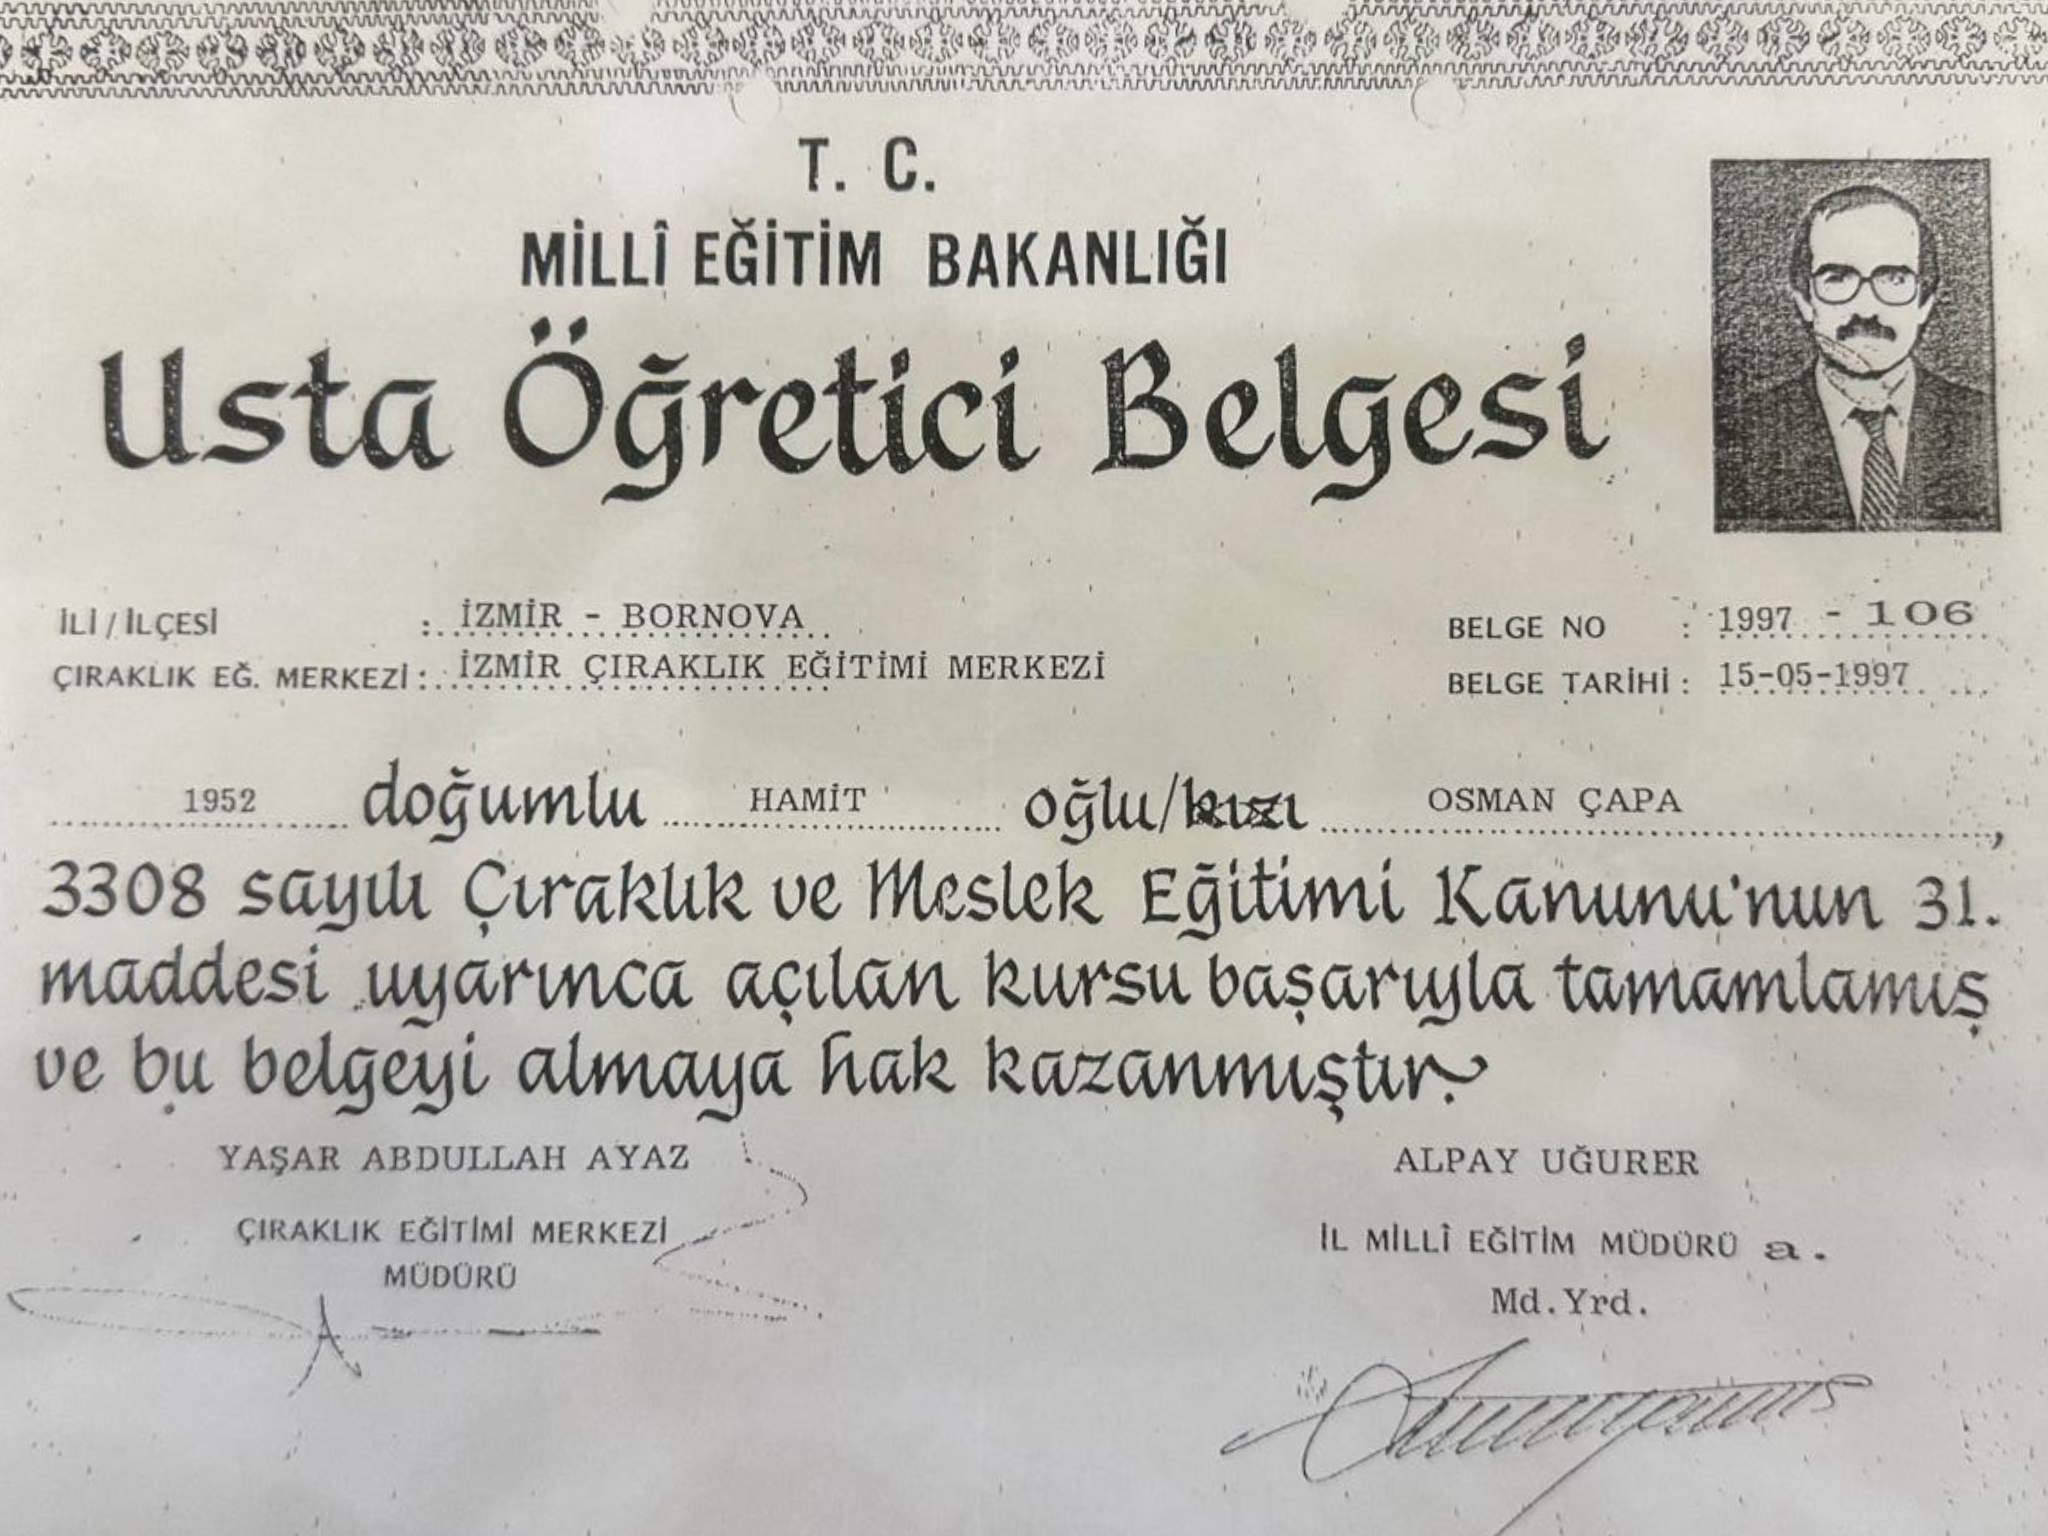 T. C.
MİLLÎ EĞİTİM BAKANLIĞI
Usta Öğretici Belgesi
İLİ / İLÇESİ : İZMİR - BORNOVA
BELGE NO : 1997 - 106
ÇIRAKLIK EĞ. MERKEZİ : İZMİR ÇIRAKLIK EĞİTİMİ MERKEZİ
BELGE TARİHİ : 15-05-1997
1952 doğumlu HAMİT oğlu/kızı OSMAN ÇAPA,
3308 sayılı Çıraklık ve Meslek Eğitimi Kanunu'nun 31.
maddesi uyarınca açılan kursu başarıyla tamamlamış
ve bu belgeyi almaya hak kazanmıştır.
YAŞAR ABDULLAH AYAZ
ÇIRAKLIK EĞİTİMİ MERKEZİ
MÜDÜRÜ
ALPAY UĞURER
İL MİLLÎ EĞİTİM MÜDÜRÜ a.
Md.Yrd.